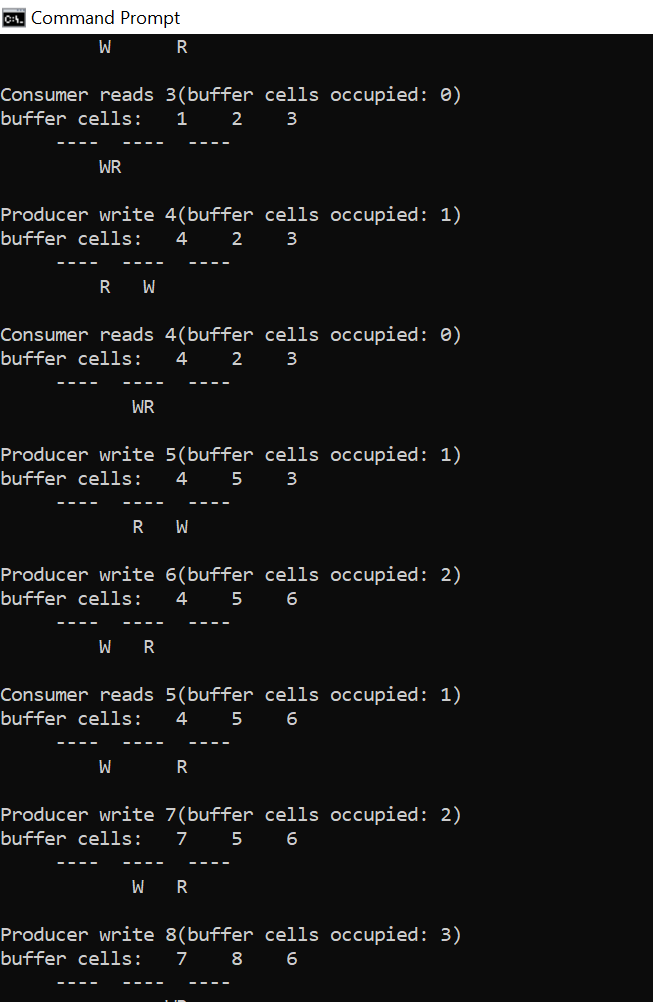 Command Prompt
         W      R
Consumer reads 3(buffer cells occupied: 0)
buffer cells:   1    2    3
     ----  ----  ----
         WR
Producer write 4(buffer cells occupied: 1)
buffer cells:   4    2    3
     ----  ----  ----
         R   W
Consumer reads 4(buffer cells occupied: 0)
buffer cells:   4    2    3
     ----  ----  ----
            WR
Producer write 5(buffer cells occupied: 1)
buffer cells:   4    5    3
     ----  ----  ----
            R   W
Producer write 6(buffer cells occupied: 2)
buffer cells:   4    5    6
     ----  ----  ----
         W   R
Consumer reads 5(buffer cells occupied: 1)
buffer cells:   4    5    6
     ----  ----  ----
         W      R
Producer write 7(buffer cells occupied: 2)
buffer cells:   7    5    6
     ----  ----  ----
            W   R
Producer write 8(buffer cells occupied: 3)
buffer cells:   7    8    6
     ----  ----  ----